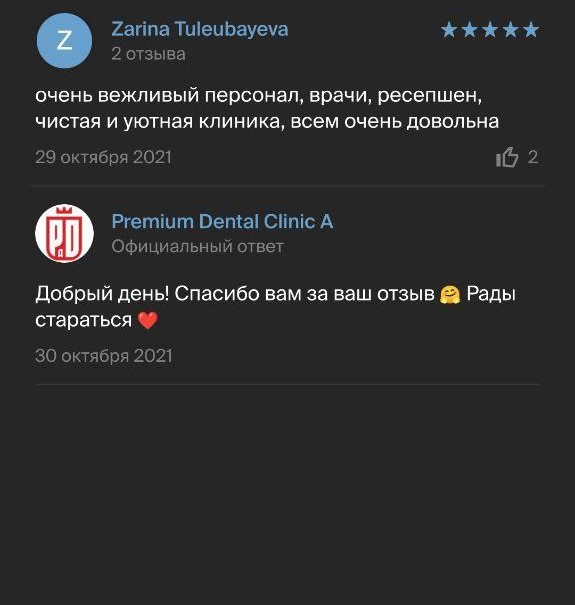 Z
Zarina Tuleubayeva
2 отзыва
очень вежливый персонал, врачи, ресепшен,
чистая и уютная клиника, всем очень довольна
29 октября 2021
2
PD
Premium Dental Clinic A
Официальный ответ
Добрый день! Спасибо вам за ваш отзыв 🤗 Рады
стараться ❤️
30 октября 2021